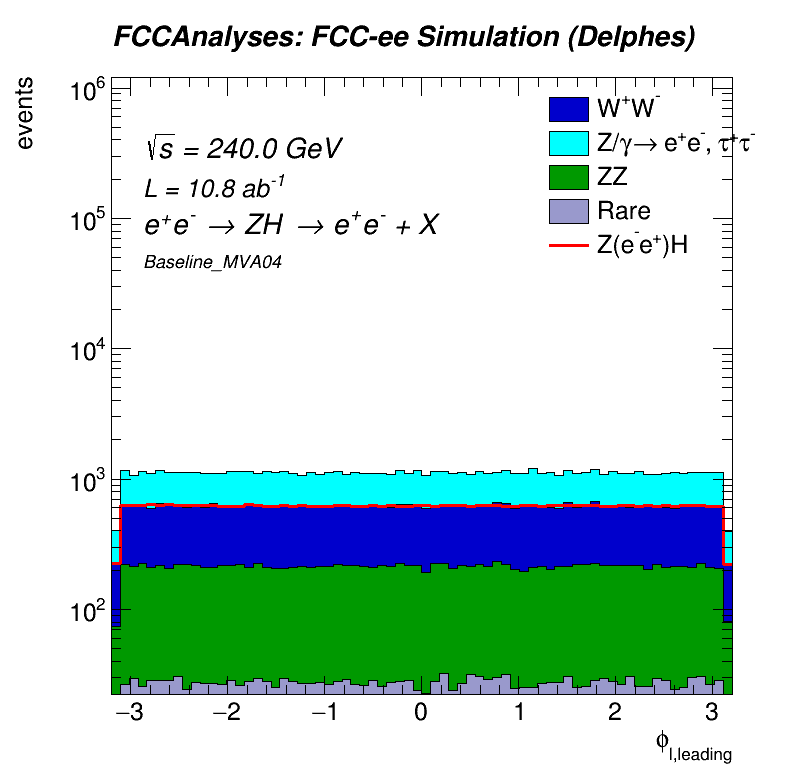 FCCAnalyses: FCC-ee Simulation (Delphes)
events
10⁶
10⁵
10⁴
10³
10²
√s = 240.0 GeV
L = 10.8 ab⁻¹
e⁺e⁻ → ZH → e⁺e⁻ + X
Baseline_MVA04
W⁺W⁻
Z/γ→ e⁺e⁻, τ⁺τ⁻
ZZ
Rare
Z(e⁻e⁺)H
−3 −2 −1 0 1 2 3
ϕ_l,leading